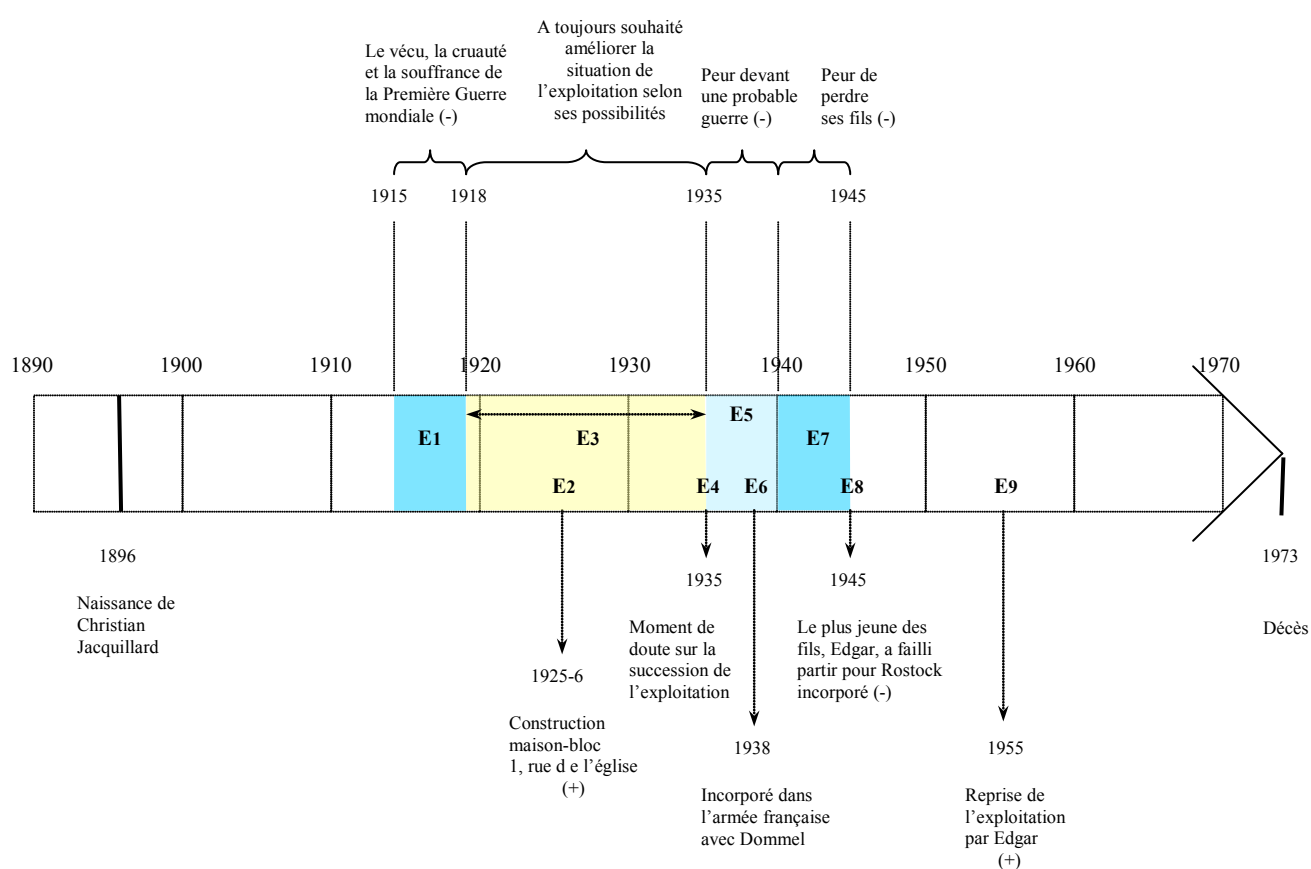 A toujours souhaité
améliorer la
situation de
l’exploitation selon
ses possibilités
Le vécu, la cruauté
et la souffrance de
la Première Guerre
mondiale (-)
Peur devant
une probable
guerre (-)
Peur de
perdre
ses fils (-)
1915
1918
1935
1945
1890
1900
1910
1920
1930
1940
1950
1960
1970
E1
E3
E5
E7
E2
E4
E6
E8
E9
1896
Naissance de
Christian
Jacquillard
1925-6
Construction
maison-bloc
1, rue d e l’église
(+)
1935
Moment de
doute sur la
succession de
l’exploitation
1938
Incorporé dans
l’armée française
avec Dommel
1945
Le plus jeune des
fils, Edgar, a failli
partir pour Rostock
incorporé (-)
1955
Reprise de
l’exploitation
par Edgar
(+)
1973
Décès